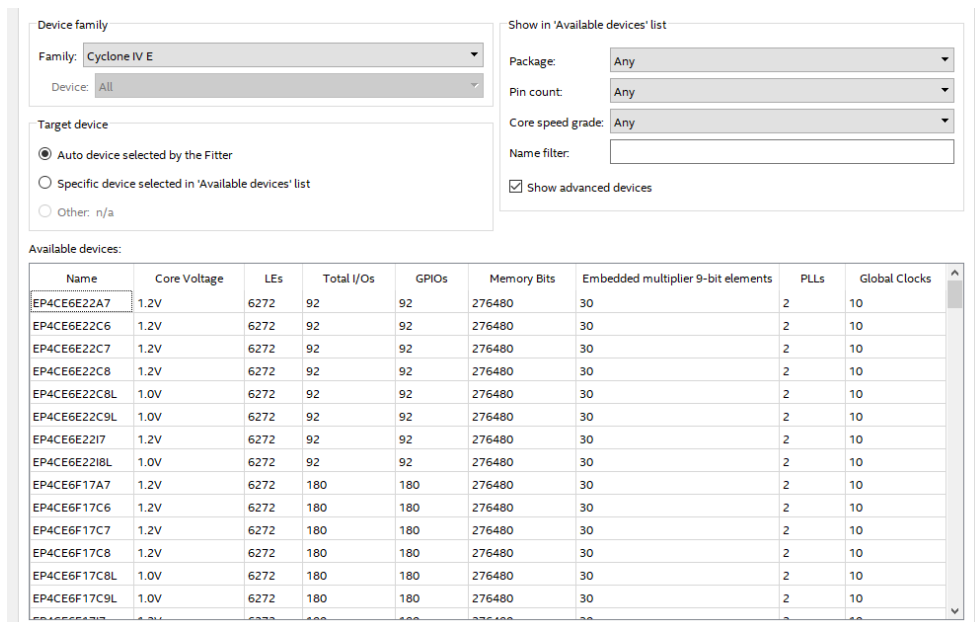 Device family
Family: Cyclone IV E
Device: All
Target device
Auto device selected by the Fitter
Specific device selected in 'Available devices' list
Other: n/a
Show in 'Available devices' list
Package: Any
Pin count: Any
Core speed grade: Any
Name filter:
Show advanced devices
Available devices:
Name Core Voltage LEs Total I/Os GPIOs Memory Bits Embedded multiplier 9-bit elements PLLs Global Clocks
EP4CE6E22A7 1.2V 6272 92 92 276480 30 2 10
EP4CE6E22C6 1.2V 6272 92 92 276480 30 2 10
EP4CE6E22C7 1.2V 6272 92 92 276480 30 2 10
EP4CE6E22C8 1.2V 6272 92 92 276480 30 2 10
EP4CE6E22C8L 1.0V 6272 92 92 276480 30 2 10
EP4CE6E22C9L 1.0V 6272 92 92 276480 30 2 10
EP4CE6E22I7 1.2V 6272 92 92 276480 30 2 10
EP4CE6E22I8L 1.0V 6272 92 92 276480 30 2 10
EP4CE6F17A7 1.2V 6272 180 180 276480 30 2 10
EP4CE6F17C6 1.2V 6272 180 180 276480 30 2 10
EP4CE6F17C7 1.2V 6272 180 180 276480 30 2 10
EP4CE6F17C8 1.2V 6272 180 180 276480 30 2 10
EP4CE6F17C8L 1.0V 6272 180 180 276480 30 2 10
EP4CE6F17C9L 1.0V 6272 180 180 276480 30 2 10